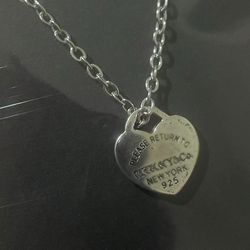 PLEASE RETURN TO
TIFFANY & Co.
NEW YORK
925